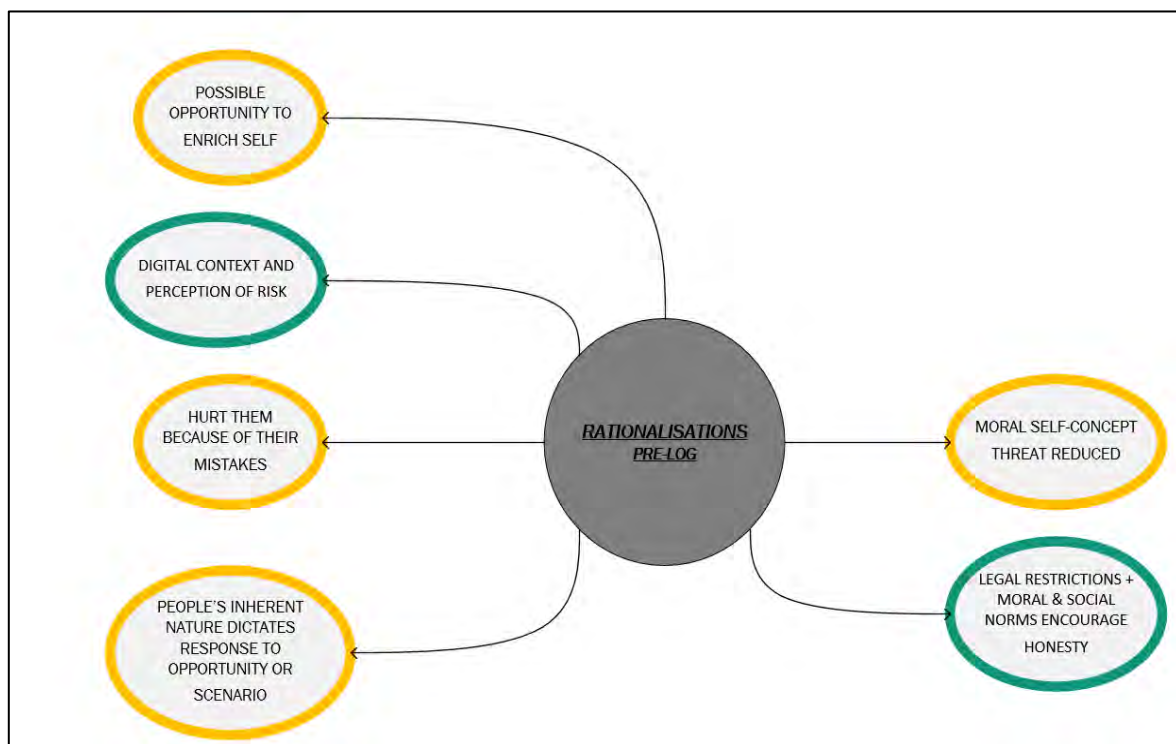 POSSIBLE
OPPORTUNITY TO
ENRICH SELF
DIGITAL CONTEXT AND
PERCEPTION OF RISK
HURT THEM
BECAUSE OF THEIR
MISTAKES
PEOPLE'S INHERENT
NATURE DICTATES
RESPONSE TO
OPPORTUNITY OR
SCENARIO
RATIONALISATIONS
PRE-LOG
MORAL SELF-CONCEPT
THREAT REDUCED
LEGAL RESTRICTIONS +
MORAL & SOCIAL
NORMS ENCOURAGE
HONESTY